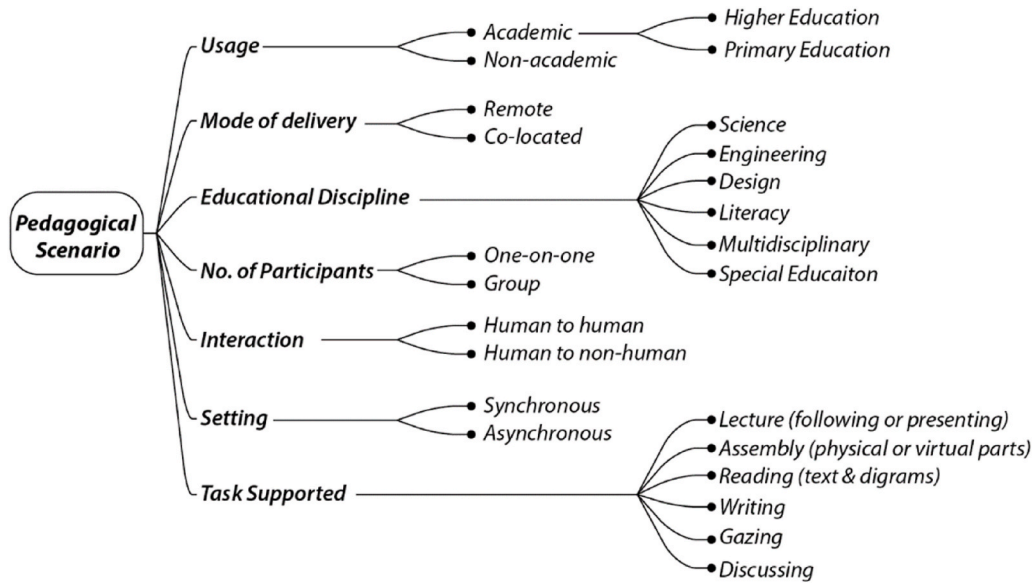 Pedagogical
Scenario
Usage
Academic
Higher Education
Primary Education
Non-academic
Mode of delivery
Remote
Co-located
Educational Discipline
Science
Engineering
Design
Literacy
Multidisciplinary
Special Educaiton
No. of Participants
One-on-one
Group
Interaction
Human to human
Human to non-human
Setting
Synchronous
Asynchronous
Task Supported
Lecture (following or presenting)
Assembly (physical or virtual parts)
Reading (text & digrams)
Writing
Gazing
Discussing